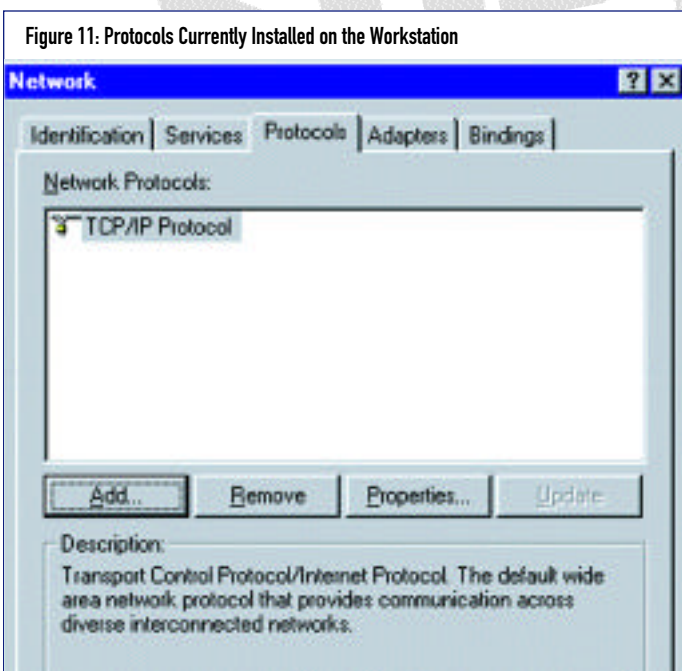 Figure 11: Protocols Currently Installed on the Workstation
Network
Identification Services Protocols Adapters Bindings
Network Protocols:
TCP/IP Protocol
Add... Remove Properties... Update
Description:
Transport Control Protocol/Internet Protocol. The default wide
area network protocol that provides communication across
diverse interconnected networks.